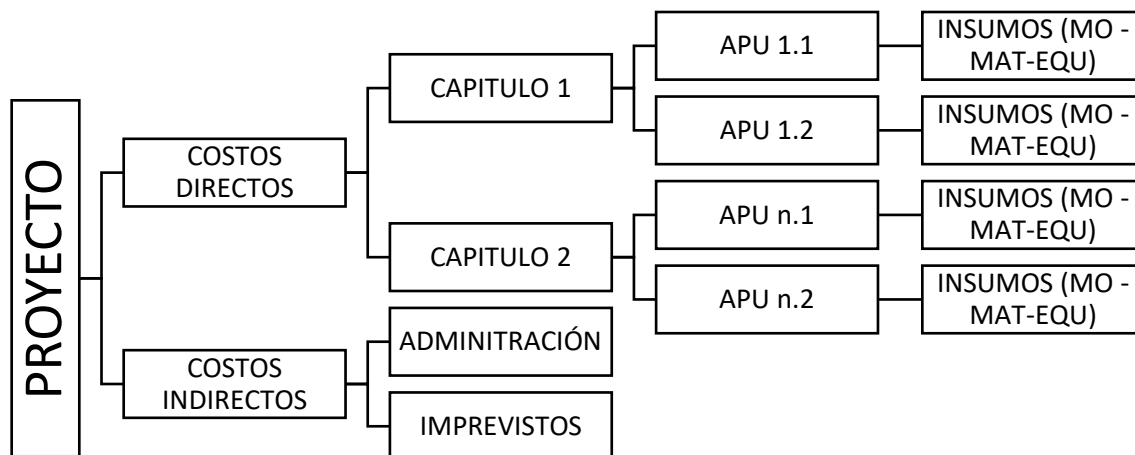 PROYECTO
COSTOS
DIRECTOS
CAPITULO 1
APU 1.1
INSUMOS (MO -
MAT-EQU)
APU 1.2
INSUMOS (MO -
MAT-EQU)
CAPITULO 2
APU n.1
INSUMOS (MO -
MAT-EQU)
APU n.2
INSUMOS (MO -
MAT-EQU)
COSTOS
INDIRECTOS
ADMINITRACIÓN
IMPREVISTOS